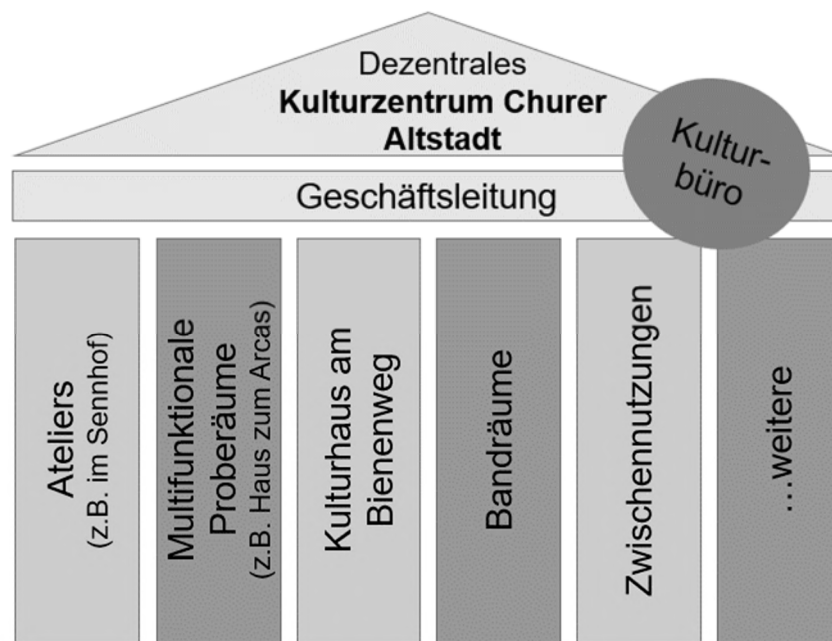 Dezentrales
Kulturzentrum Churer
Altstadt
Kultur-
büro
Geschäftsleitung
Ateliers
(z.B. im Sennhof)
Multifunktionale
Proberäume
(z.B. Haus zum Arcas)
Kulturhaus am
Bienenweg
Bandräume
Zwischennutzungen
...weitere